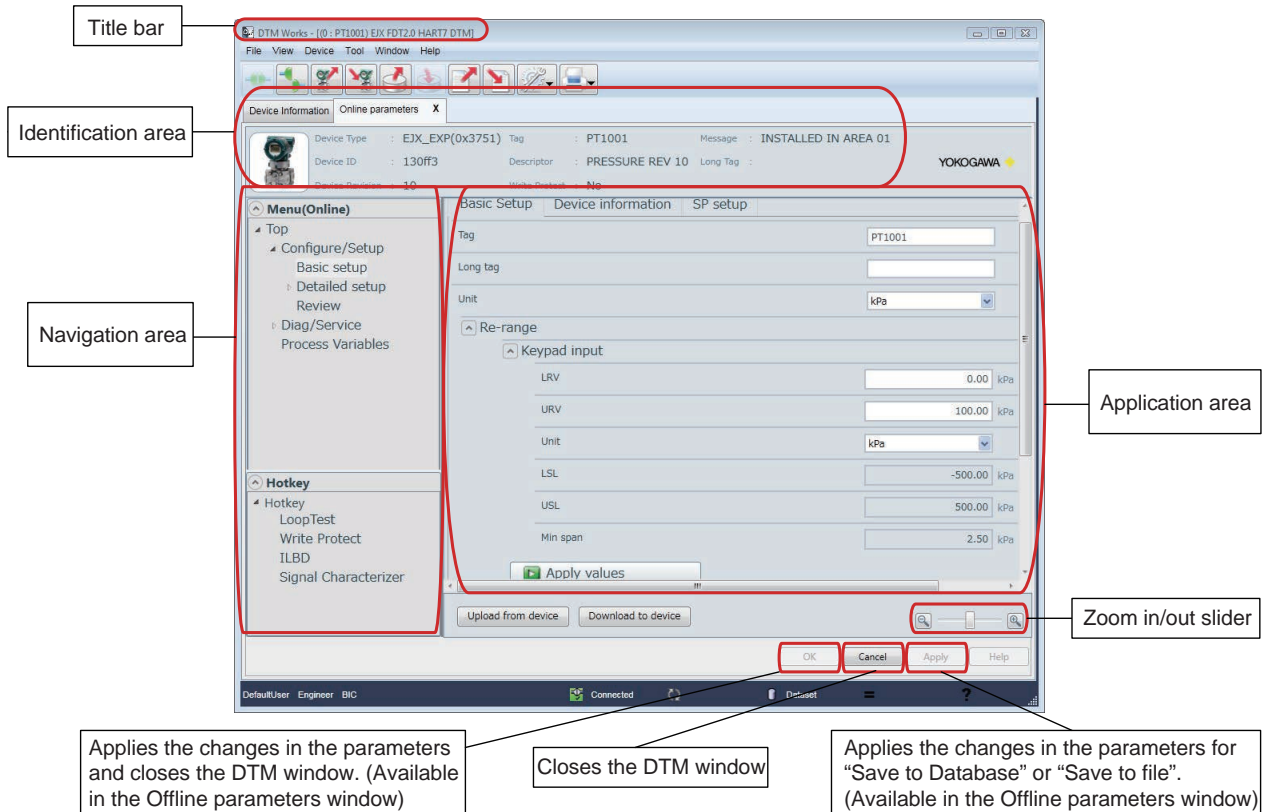 Title bar
DTM Works - [(0 : PT1001) EJX FDT2.0 HART7 DTM]
File View Device Tool Window Help
Device Information Online parameters X
Identification area
Device Type : EJX_EXP(0x3751) Tag : PT1001 Message : INSTALLED IN AREA 01
Device ID : 130ff3 Descriptor : PRESSURE REV 10 Long Tag :
YOKOGAWA
Device Revision : 10 Write Protect : No
Menu(Online)
Top
Configure/Setup
Basic setup
Detailed setup
Review
Diag/Service
Process Variables
Navigation area
Hotkey
Hotkey
LoopTest
Write Protect
ILBD
Signal Characterizer
Basic Setup Device information SP setup
Tag PT1001
Long tag
Unit kPa
Re-range
Keypad input
LRV 0.00 kPa
URV 100.00 kPa
Unit kPa
LSL -500.00 kPa
USL 500.00 kPa
Min span 2.50 kPa
Apply values
Application area
Upload from device Download to device
Zoom in/out slider
OK Cancel Apply Help
DefaultUser Engineer BIC Connected Dataset = ?
Applies the changes in the parameters
and closes the DTM window. (Available
in the Offline parameters window)
Closes the DTM window
Applies the changes in the parameters for
“Save to Database” or “Save to file”.
(Available in the Offline parameters window)